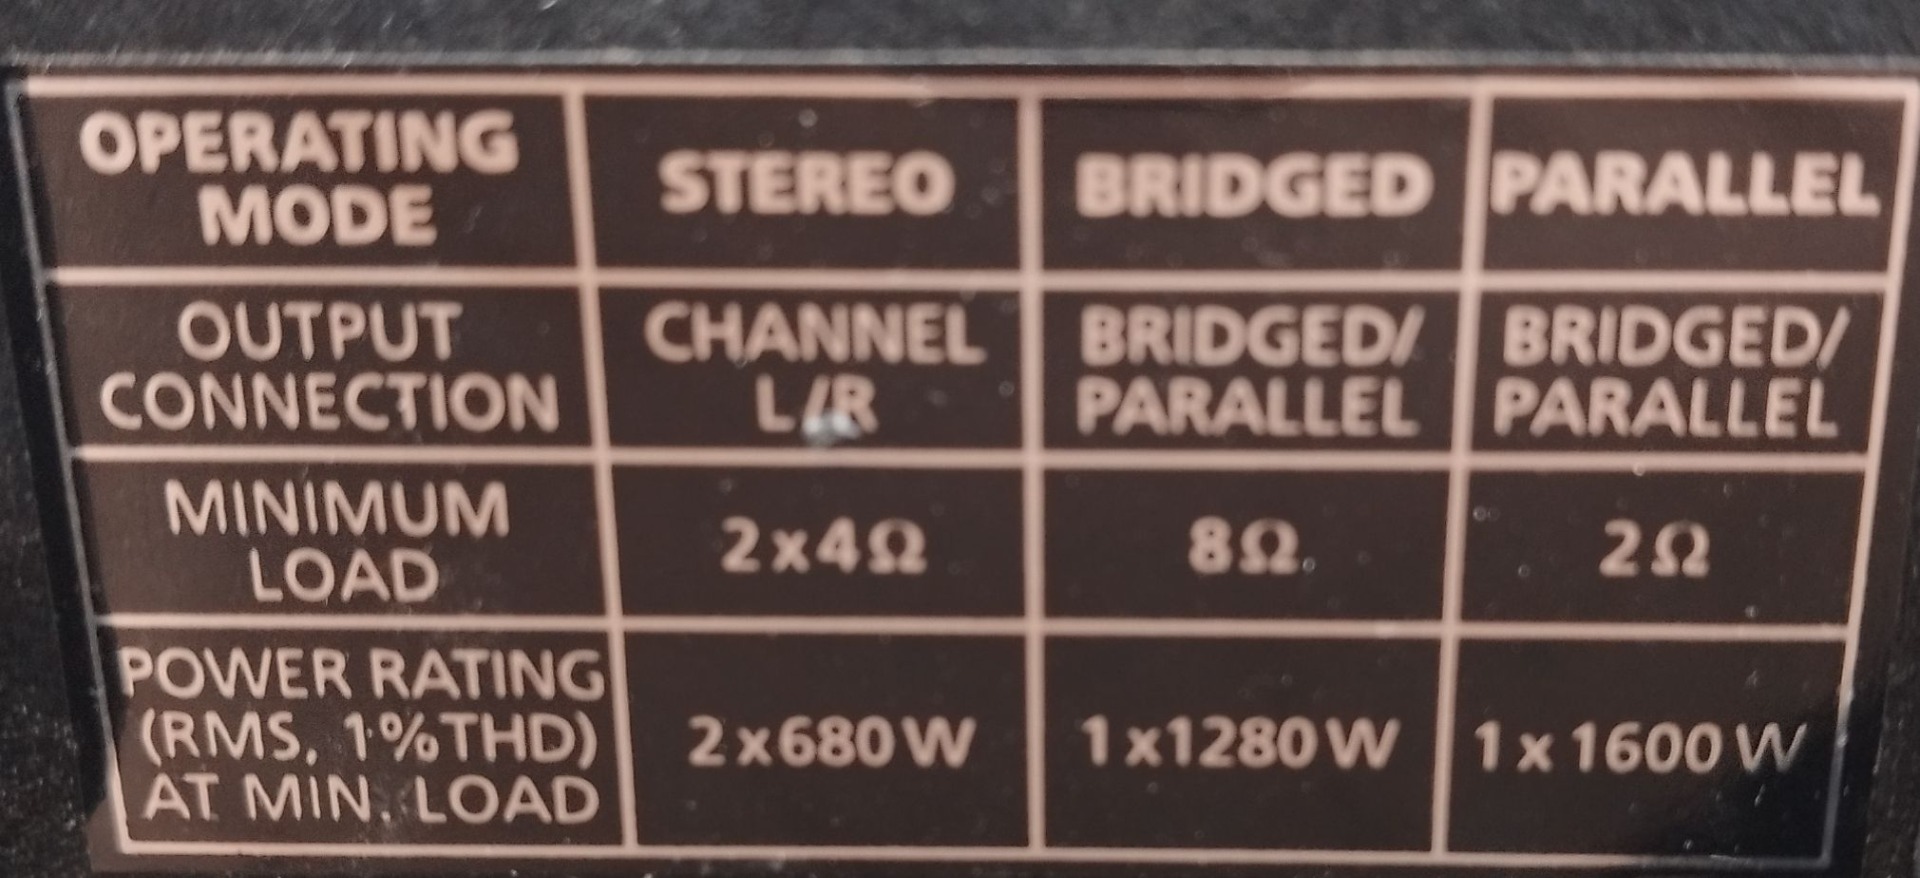 OPERATING MODE STEREO BRIDGED PARALLEL
OUTPUT CONNECTION CHANNEL L/R BRIDGED/ PARALLEL BRIDGED/ PARALLEL
MINIMUM LOAD 2x4Ω 8Ω 2Ω
POWER RATING (RMS, 1%THD) AT MIN. LOAD 2x680W 1x1280W 1x1600W